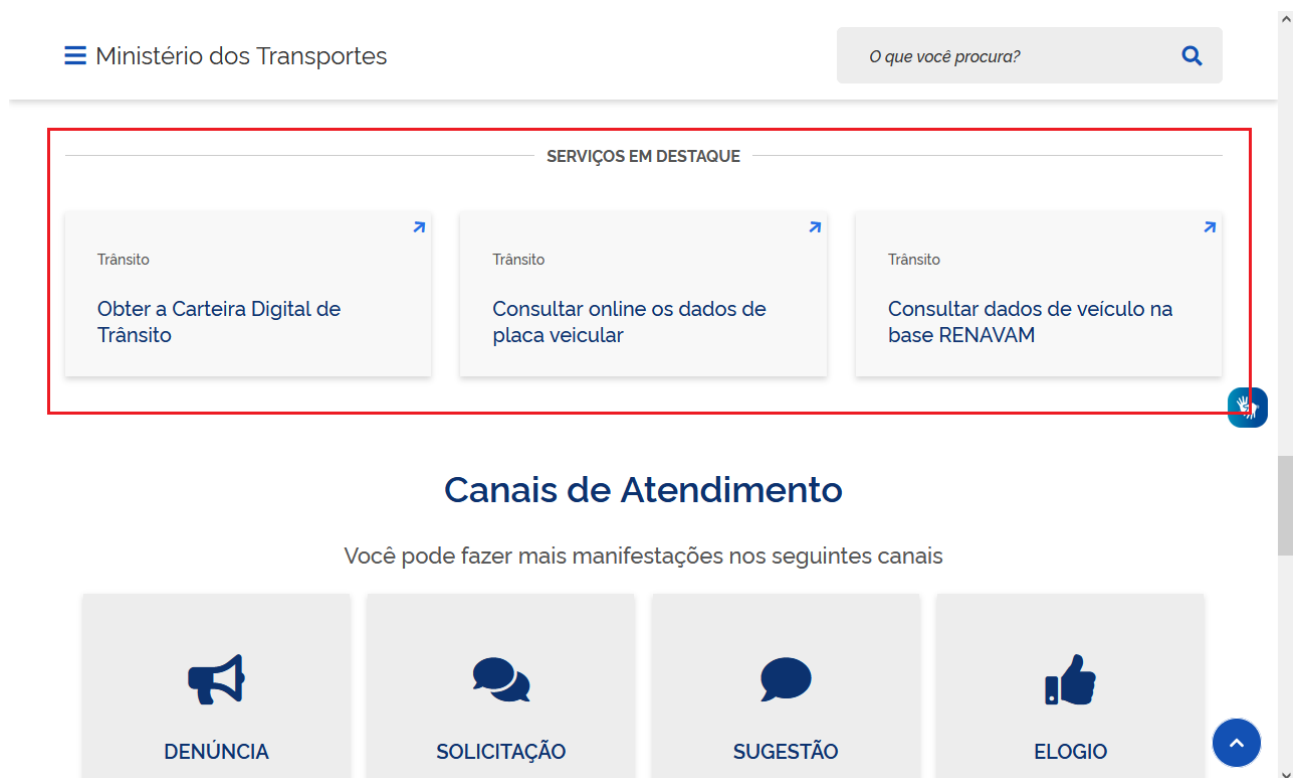 Ministério dos Transportes
O que você procura?
SERVIÇOS EM DESTAQUE
Trânsito
Obter a Carteira Digital de
Trânsito
Trânsito
Consultar online os dados de
placa veicular
Trânsito
Consultar dados de veículo na
base RENAVAM
Canais de Atendimento
Você pode fazer mais manifestações nos seguintes canais
DENÚNCIA
SOLICITAÇÃO
SUGESTÃO
ELOGIO